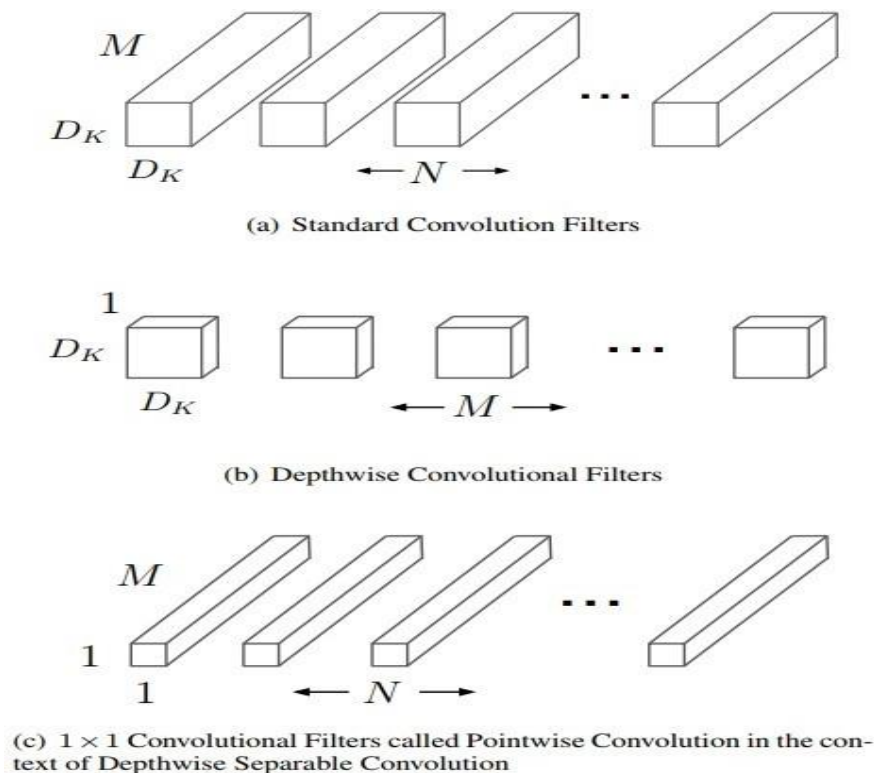 M
D_K
D_K
N
...
(a) Standard Convolution Filters
1
D_K
D_K
M
...
(b) Depthwise Convolutional Filters
M
1
1
N
...
(c) 1 × 1 Convolutional Filters called Pointwise Convolution in the con-
text of Depthwise Separable Convolution